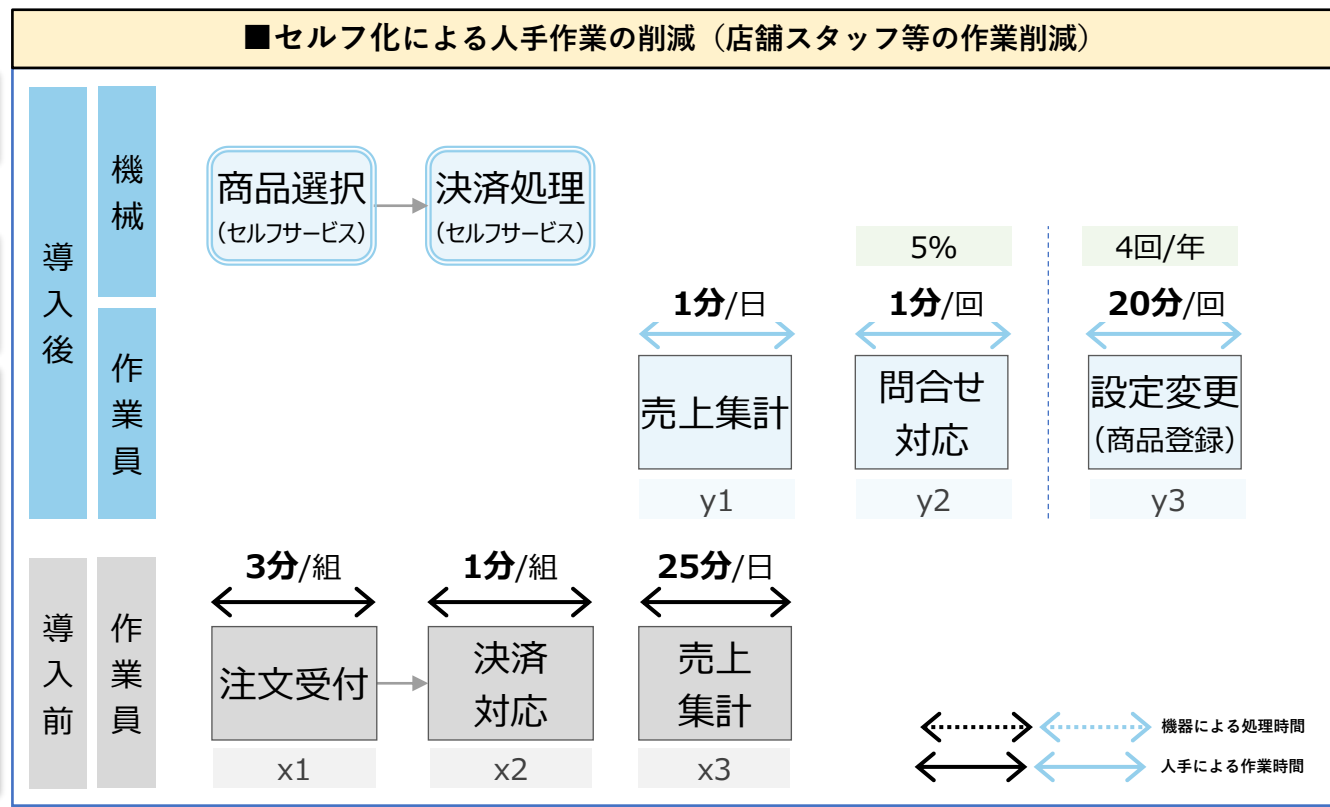 ■セルフ化による人手作業の削減（店舗スタッフ等の作業削減）
導入後
機械
商品選択
（セルフサービス）
決済処理
（セルフサービス）
作業員
5%
4回/年
1分/日
1分/回
20分/回
売上集計
問合せ
対応
設定変更
（商品登録）
y1
y2
y3
導入前
作業員
3分/組
1分/組
25分/日
注文受付
決済
対応
売上
集計
x1
x2
x3
機器による処理時間
人手による作業時間